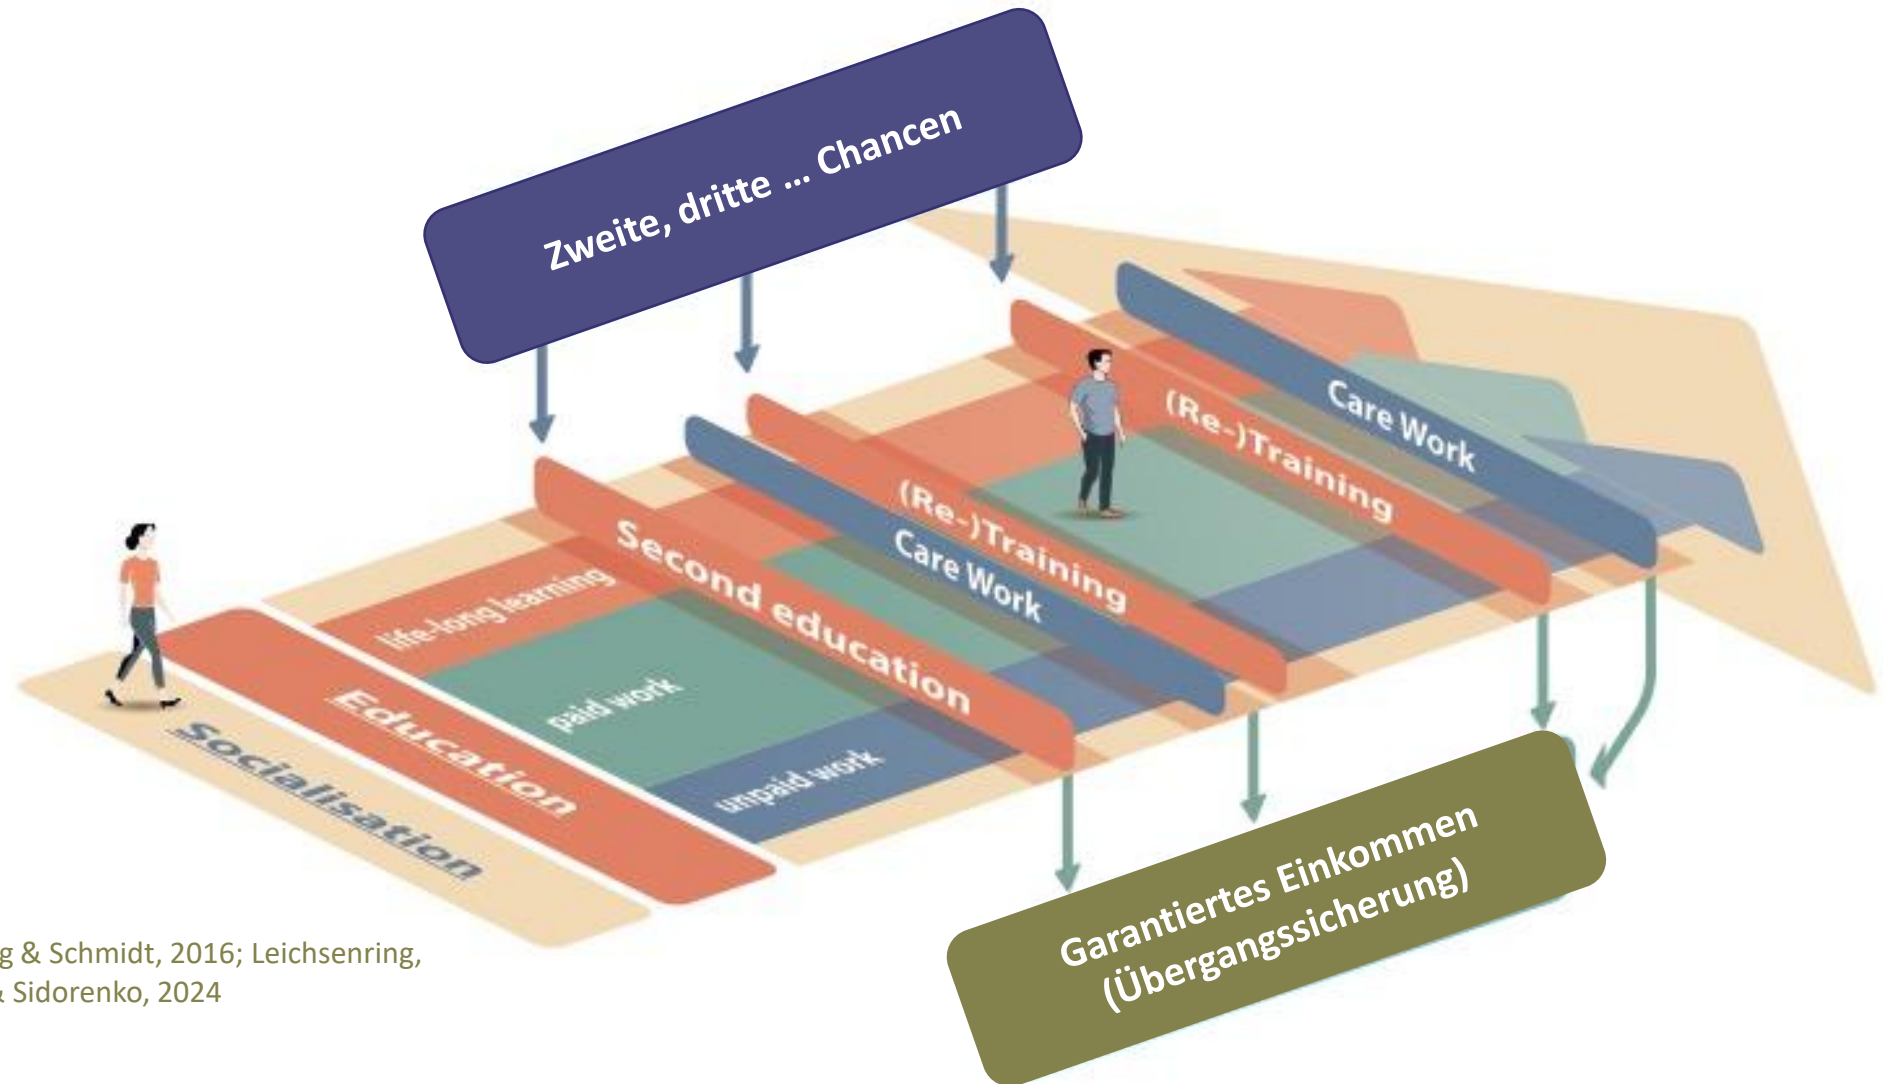 Zweite, dritte ... Chancen
Care Work
(Re-)Training
(Re-)Training
Care Work
Second education
life-long learning
paid work
unpaid work
Education
Socialisation
Garantiertes Einkommen
(Übergangssicherung)
g & Schmidt, 2016; Leichsenring,
& Sidorenko, 2024